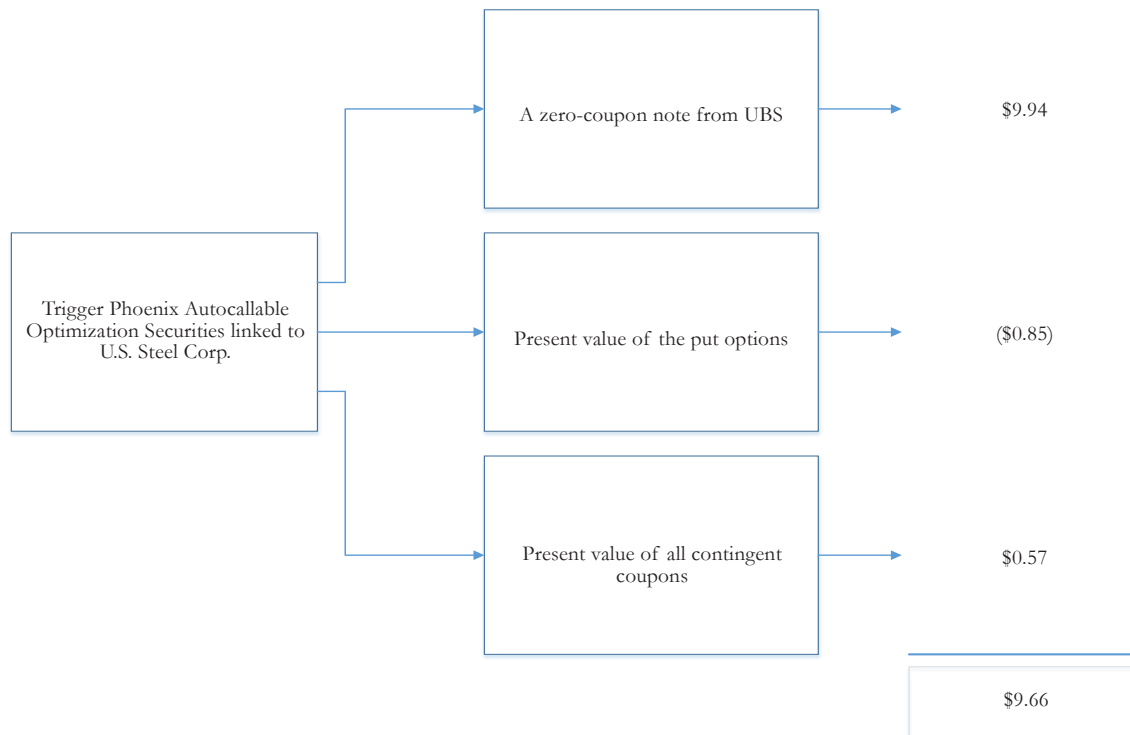 A zero-coupon note from UBS
$9.94
Trigger Phoenix Autocallable
Optimization Securities linked to
U.S. Steel Corp.
Present value of the put options
($0.85)
Present value of all contingent
coupons
$0.57
$9.66